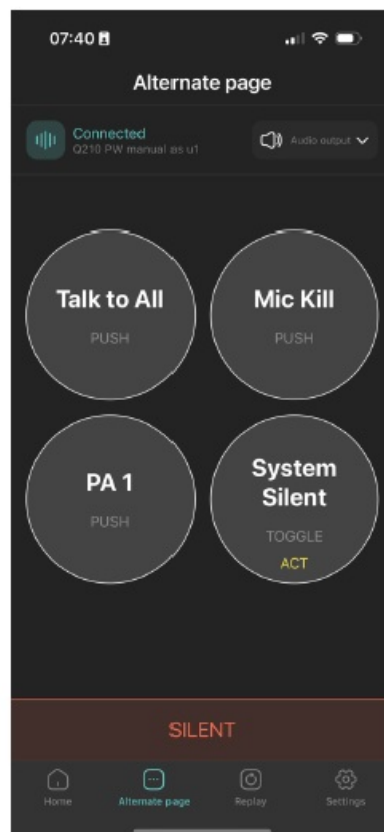 07:40
Alternate page
Connected
Q210 PW manual as u1
Audio output
Talk to All
PUSH
Mic Kill
PUSH
PA 1
PUSH
System
Silent
TOGGLE
ACT
SILENT
Home
Alternate page
Replay
Settings